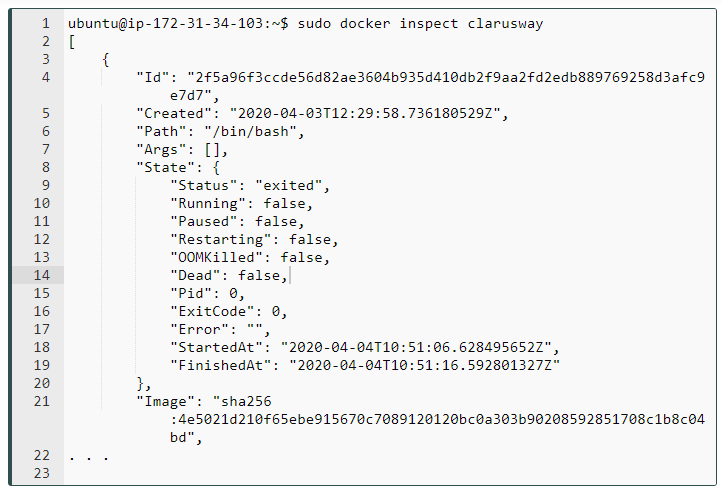 1 ubuntu@ip-172-31-34-103:~$ sudo docker inspect clarusway
2 [
3     {
4         "Id": "2f5a96f3ccde56d82ae3604b935d410db2f9aa2fd2edb889769258d3afc9
            e7d7",
5         "Created": "2020-04-03T12:29:58.736180529Z",
6         "Path": "/bin/bash",
7         "Args": [],
8         "State": {
9             "Status": "exited",
10             "Running": false,
11             "Paused": false,
12             "Restarting": false,
13             "OOMKilled": false,
14             "Dead": false,
15             "Pid": 0,
16             "ExitCode": 0,
17             "Error": "",
18             "StartedAt": "2020-04-04T10:51:06.628495652Z",
19             "FinishedAt": "2020-04-04T10:51:16.592801327Z"
20         },
21         "Image": "sha256
            :4e5021d210f65ebe915670c7089120120bc0a303b90208592851708c1b8c04
            bd",
22 . . .
23